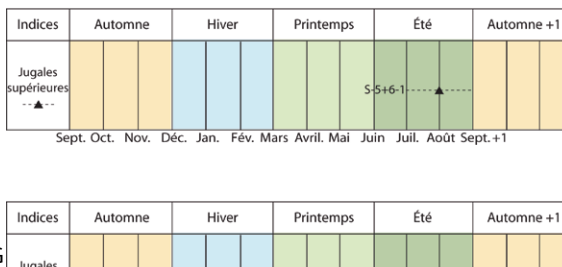 Indices Automne Hiver Printemps Été Automne +1
Jugales
supérieures
S-5+6-1
Sept. Oct. Nov. Déc. Jan. Fév. Mars Avril. Mai Juin Juil. Août Sept.+1
Indices Automne Hiver Printemps Été Automne +1
Jugales